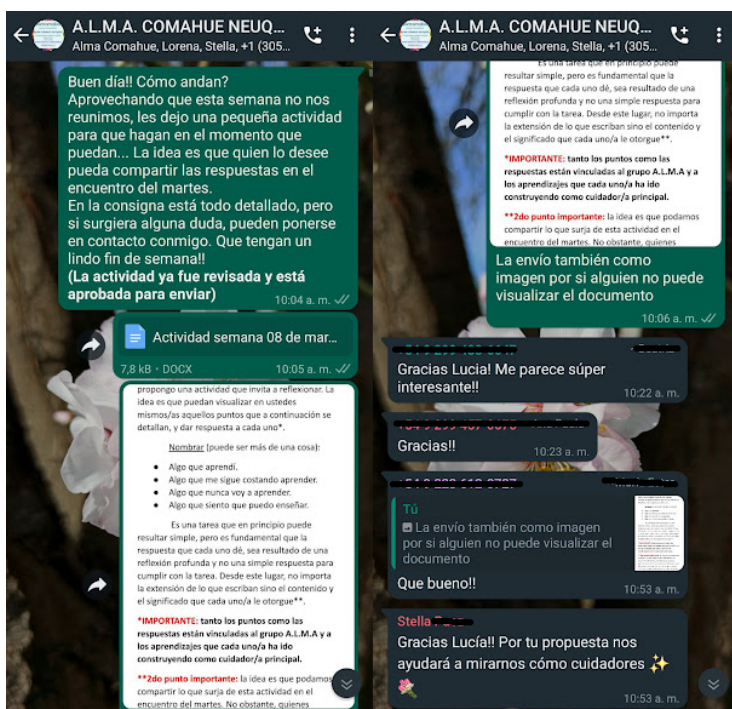 A.L.M.A. COMAHUE NEUQ...
Alma Comahue, Lorena, Stella, +1 (305...
Buen día!! Cómo andan?
Aprovechando que esta semana no nos
reunimos, les dejo una pequeña actividad
para que hagan en el momento que
puedan... La idea es que quien lo desee
pueda compartir las respuestas en el
encuentro del martes.
En la consigna está todo detallado, pero
si surgiera alguna duda, pueden ponerse
en contacto conmigo. Que tengan un
lindo fin de semana!!
(La actividad ya fue revisada y está
aprobada para enviar)
10:04 a. m.
Actividad semana 08 de mar...
7,8 kB • DOCX
10:05 a. m.
propongo una actividad que invita a reflexionar. La
idea es que puedan visualizar en ustedes
mismos/as aquellos puntos que a continuación se
detallan, y dar respuesta a cada uno*.
Nombrar (puede ser más de una cosa):
• Algo que aprendí.
• Algo que me sigue costando aprender.
• Algo que nunca voy a aprender.
• Algo que siento que puedo enseñar.
Es una tarea que en principio puede
resultar simple, pero es fundamental que la
respuesta que cada uno dé, sea resultado de una
reflexión profunda y no una simple respuesta para
cumplir con la tarea. Desde este lugar, no importa
la extensión de lo que escriban sino el contenido y
el significado que cada uno/a le otorgue**.
*IMPORTANTE: tanto los puntos como las
respuestas están vinculadas al grupo A.L.M.A y a
los aprendizajes que cada uno/a ha ido
construyendo como cuidador/a principal.
**2do punto importante: la idea es que podamos
compartir lo que surja de esta actividad en el
encuentro del martes. No obstante, quienes
A.L.M.A. COMAHUE NEUQ...
Alma Comahue, Lorena, Stella, +1 (305...
Es una tarea que en principio puede
resultar simple, pero es fundamental que la
respuesta que cada uno dé, sea resultado de una
reflexión profunda y no una simple respuesta para
cumplir con la tarea. Desde este lugar, no importa
la extensión de lo que escriban sino el contenido y
el significado que cada uno/a le otorgue**.
*IMPORTANTE: tanto los puntos como las
respuestas están vinculadas al grupo A.L.M.A y a
los aprendizajes que cada uno/a ha ido
construyendo como cuidador/a principal.
**2do punto importante: la idea es que podamos
compartir lo que surja de esta actividad en el
encuentro del martes. No obstante, quienes
La envío también como
imagen por si alguien no puede
visualizar el documento
10:06 a. m.
Gracias Lucia! Me parece súper
interesante!!
10:22 a. m.
Gracias!!
10:23 a. m.
Tú
La envío también como imagen
por si alguien no puede visualizar el
documento
Que bueno!!
10:53 a. m.
Stella
Gracias Lucía!! Por tu propuesta nos
ayudará a mirarnos cómo cuidadores ✨
💐
10:53 a. m.